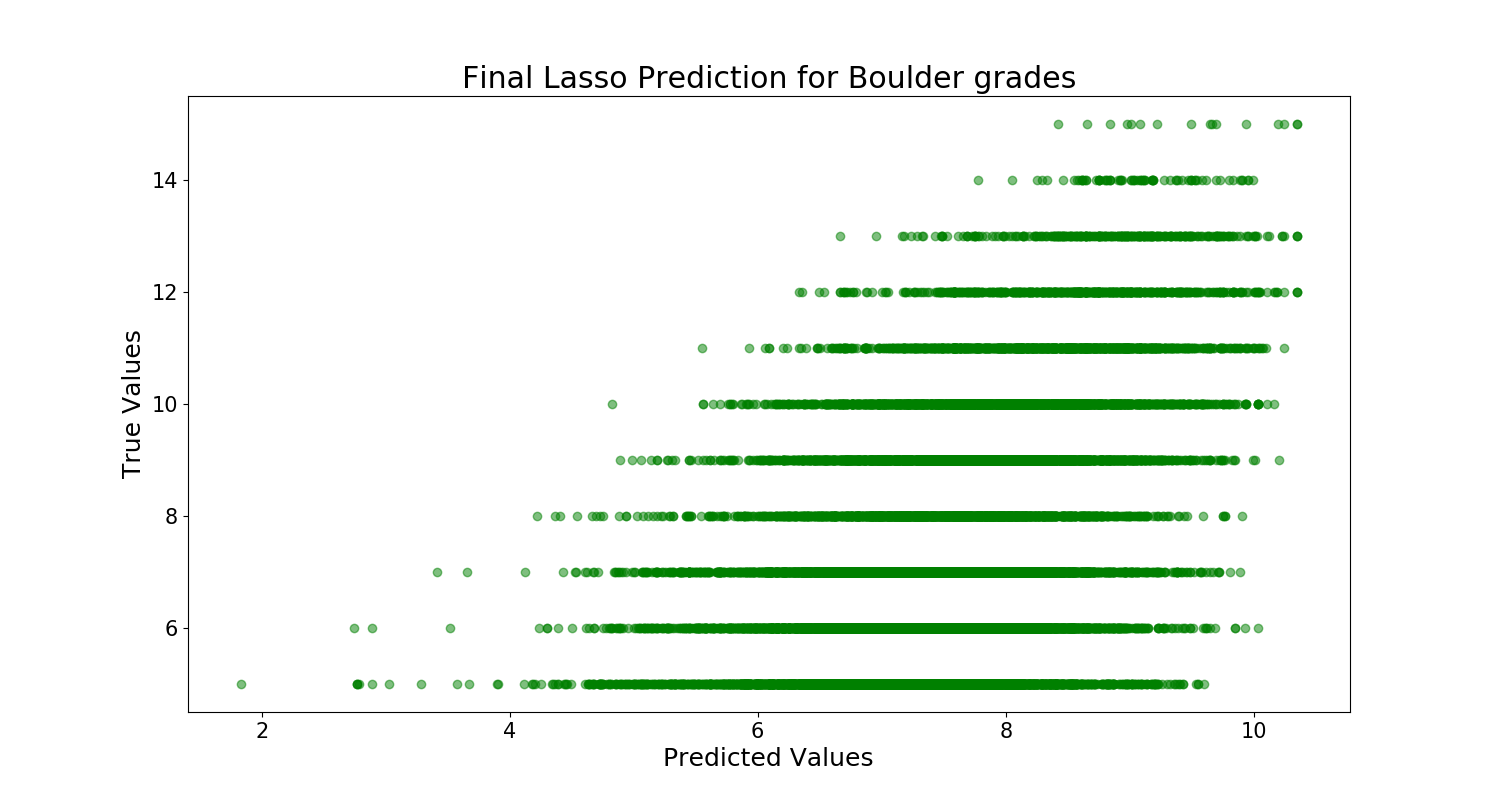 Final Lasso Prediction for Boulder grades
True Values
14
12
10
8
6
2 4 6 8 10
Predicted Values